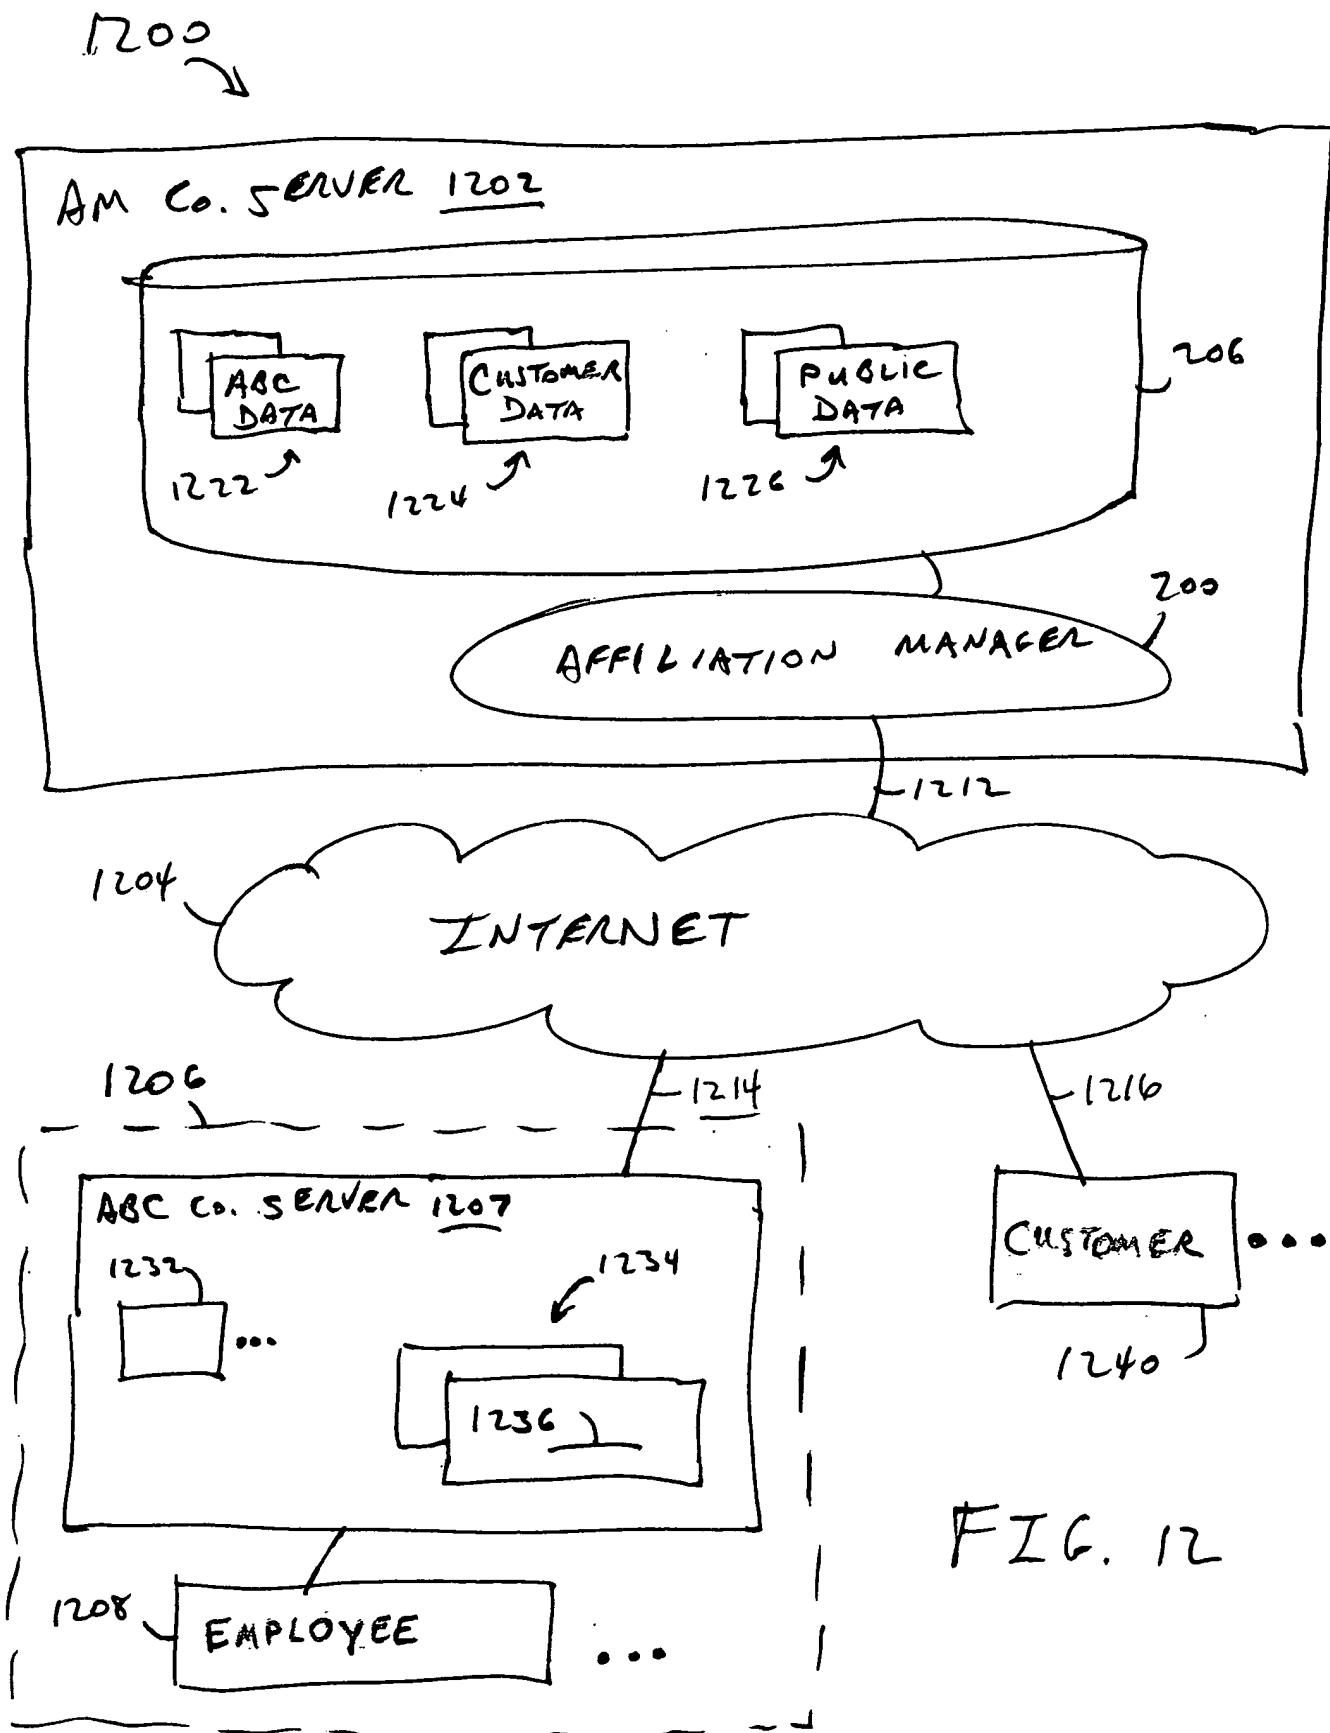 1200
AM Co. SERVER 1202
ABC
DATA
CUSTOMER
DATA
PUBLIC
DATA
206
1222
1224
1226
200
AFFILIATION MANAGER
1212
1204
INTERNET
1206
1214
1216
ABC Co. SERVER 1207
CUSTOMER
1232
1234
1240
1236
FIG. 12
1208
EMPLOYEE